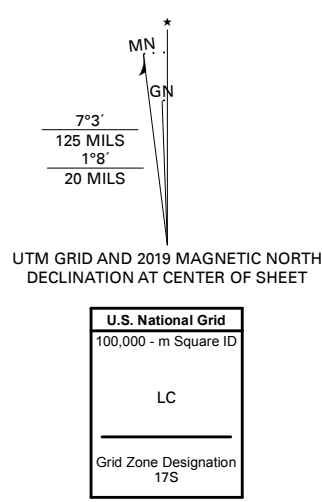 ★
MN
GN
7°3´
125 MILS
1°8´
20 MILS
UTM GRID AND 2019 MAGNETIC NORTH
DECLINATION AT CENTER OF SHEET
U.S. National Grid
100,000 - m Square ID
LC
Grid Zone Designation
17S